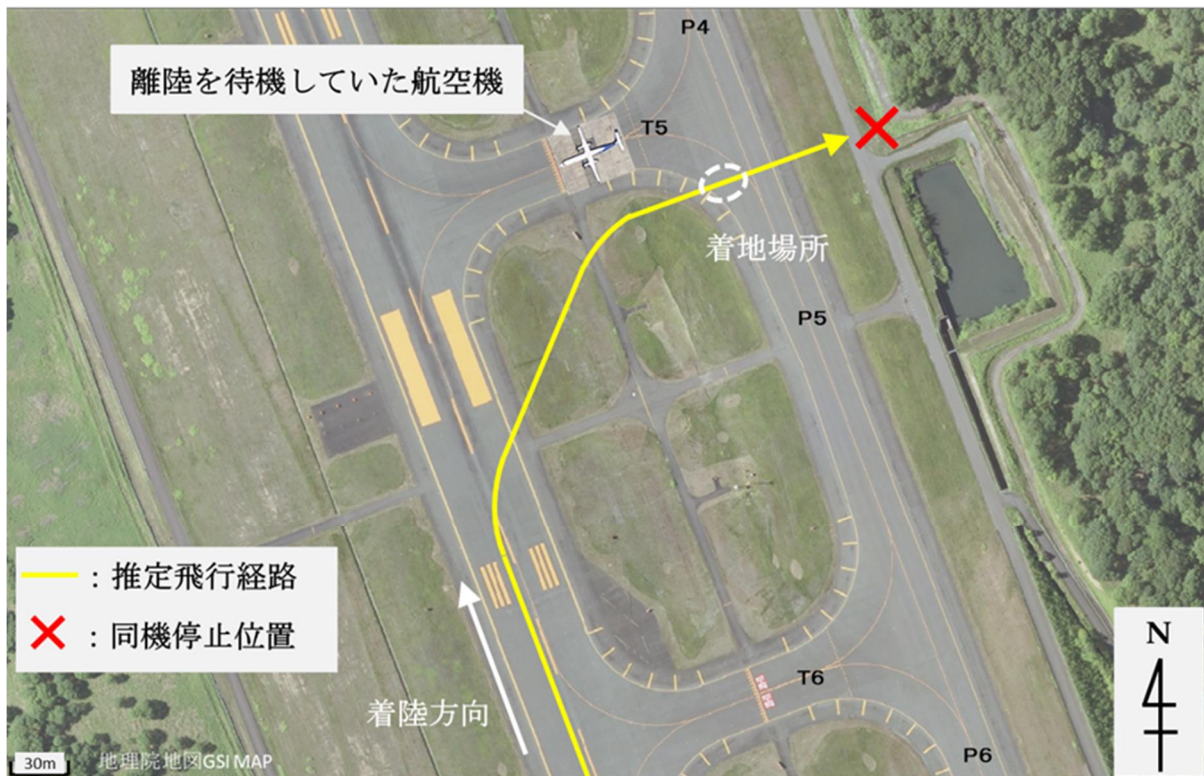 P4
離陸を待機していた航空機
T5
着地場所
P5
：推定飛行経路
：同機停止位置
着陸方向
T6
P6
N
30m
地理院地図GSI MAP